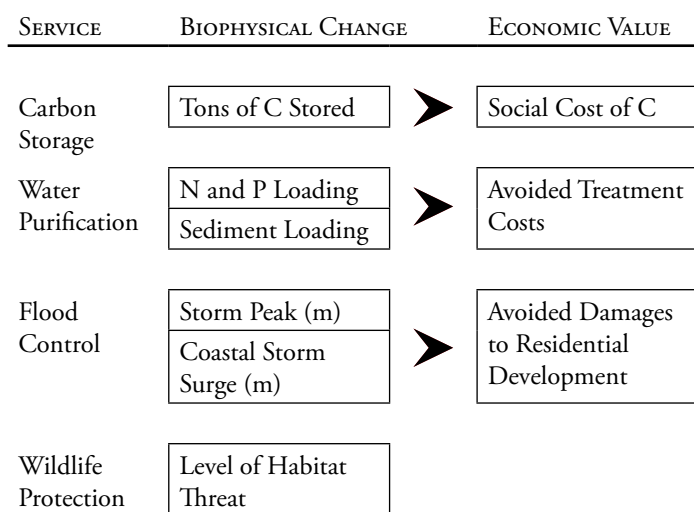 Service Biophysical Change Economic Value
Carbon Storage
Tons of C Stored
Social Cost of C
Water Purification
N and P Loading
Sediment Loading
Avoided Treatment Costs
Flood Control
Storm Peak (m)
Coastal Storm Surge (m)
Avoided Damages to Residential Development
Wildlife Protection
Level of Habitat Threat